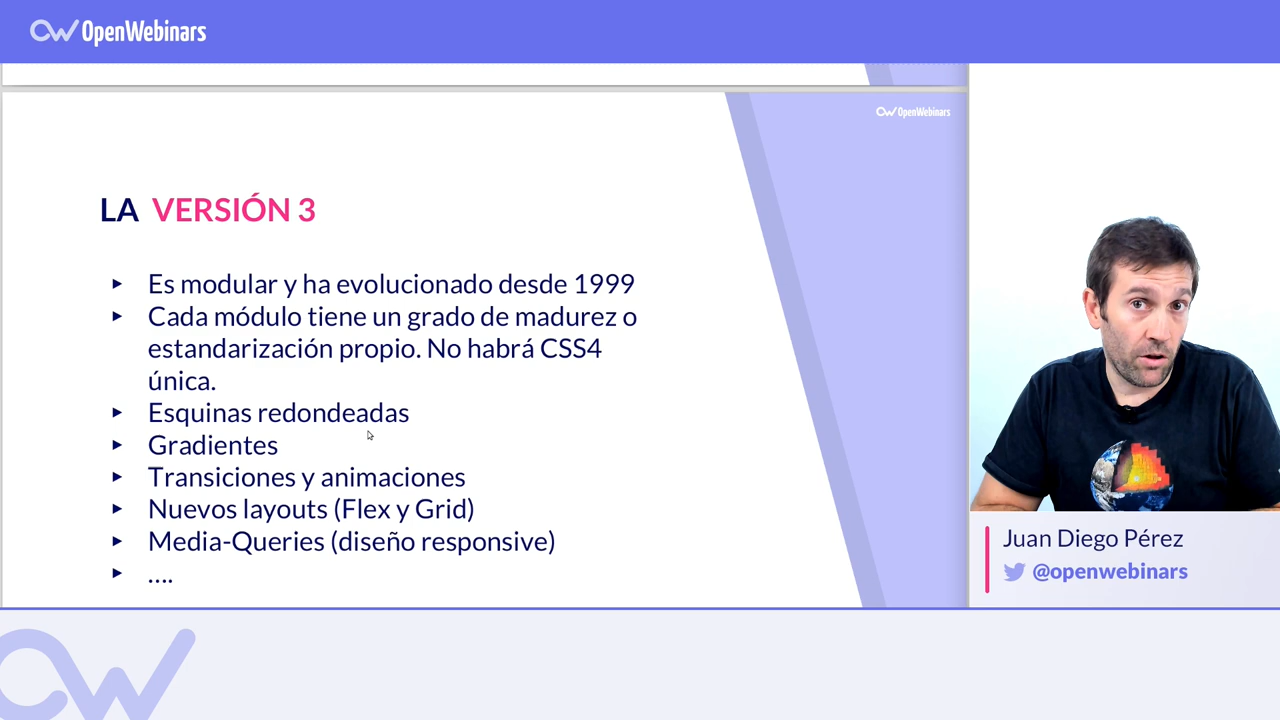 OpenWebinars
OpenWebinars
LA VERSIÓN 3
Es modular y ha evolucionado desde 1999
Cada módulo tiene un grado de madurez o
estandarización propio. No habrá CSS4
única.
Esquinas redondeadas
Gradientes
Transiciones y animaciones
Nuevos layouts (Flex y Grid)
Media-Queries (diseño responsive)
....
Juan Diego Pérez
@openwebinars